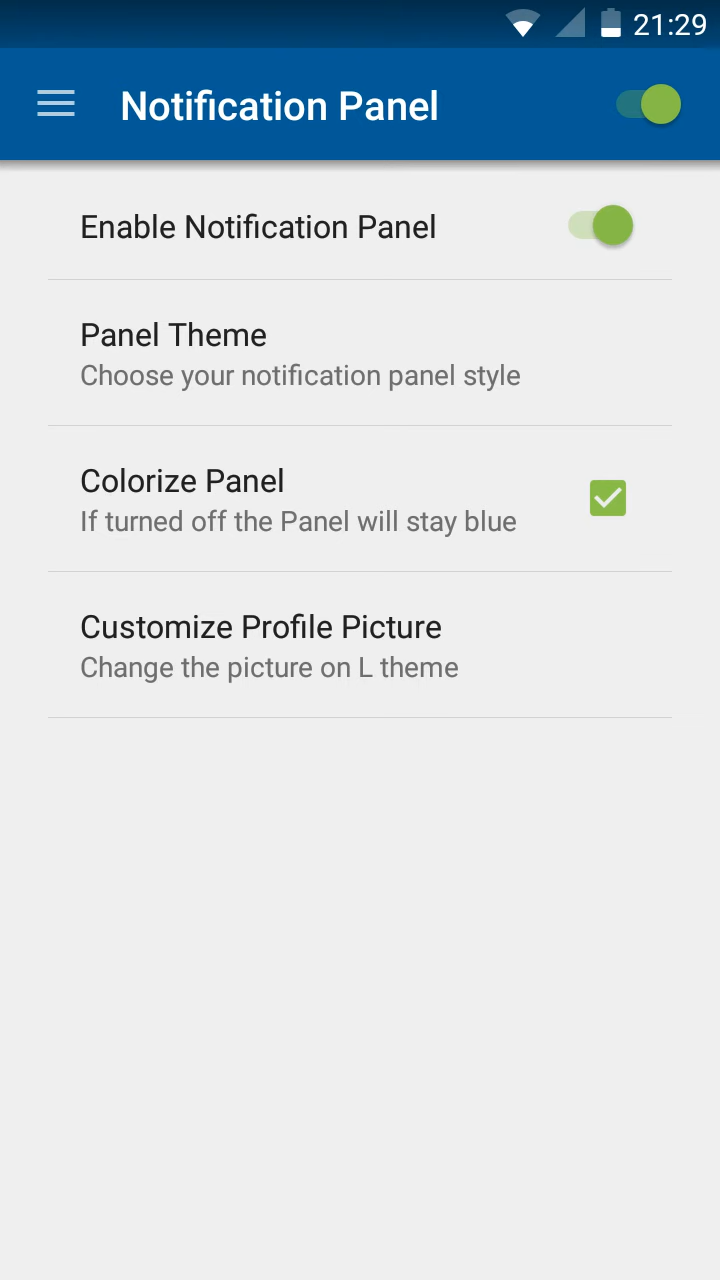 21:29
Notification Panel
Enable Notification Panel
Panel Theme
Choose your notification panel style
Colorize Panel
If turned off the Panel will stay blue
Customize Profile Picture
Change the picture on L theme